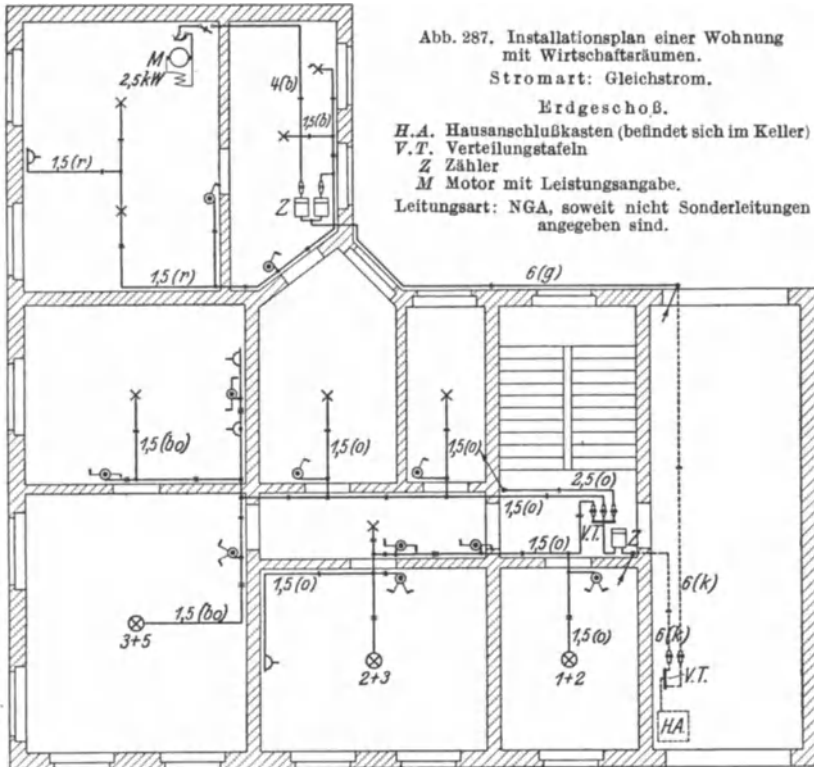 Abb. 287. Installationsplan einer Wohnung
mit Wirtschaftsräumen.
Stromart: Gleichstrom.
Erdgeschoß.
H.A. Hausanschlußkasten (befindet sich im Keller)
V.T. Verteilungstafeln
Z Zähler
M Motor mit Leistungsangabe.
Leitungsart: NGA, soweit nicht Sonderleitungen
angegeben sind.
M
2,5kW
4(b)
1,5(b)
1,5(r)
Z
1,5(r)
6(g)
1,5(bo)
1,5(o)
1,5(o)
2,5(o)
1,5(o)
V.T.
Z
1,5(o)
1,5(o)
6(k)
1,5(bo)
3+5
2+3
1,5(o)
1+2
6(k)
V.T.
H.A.